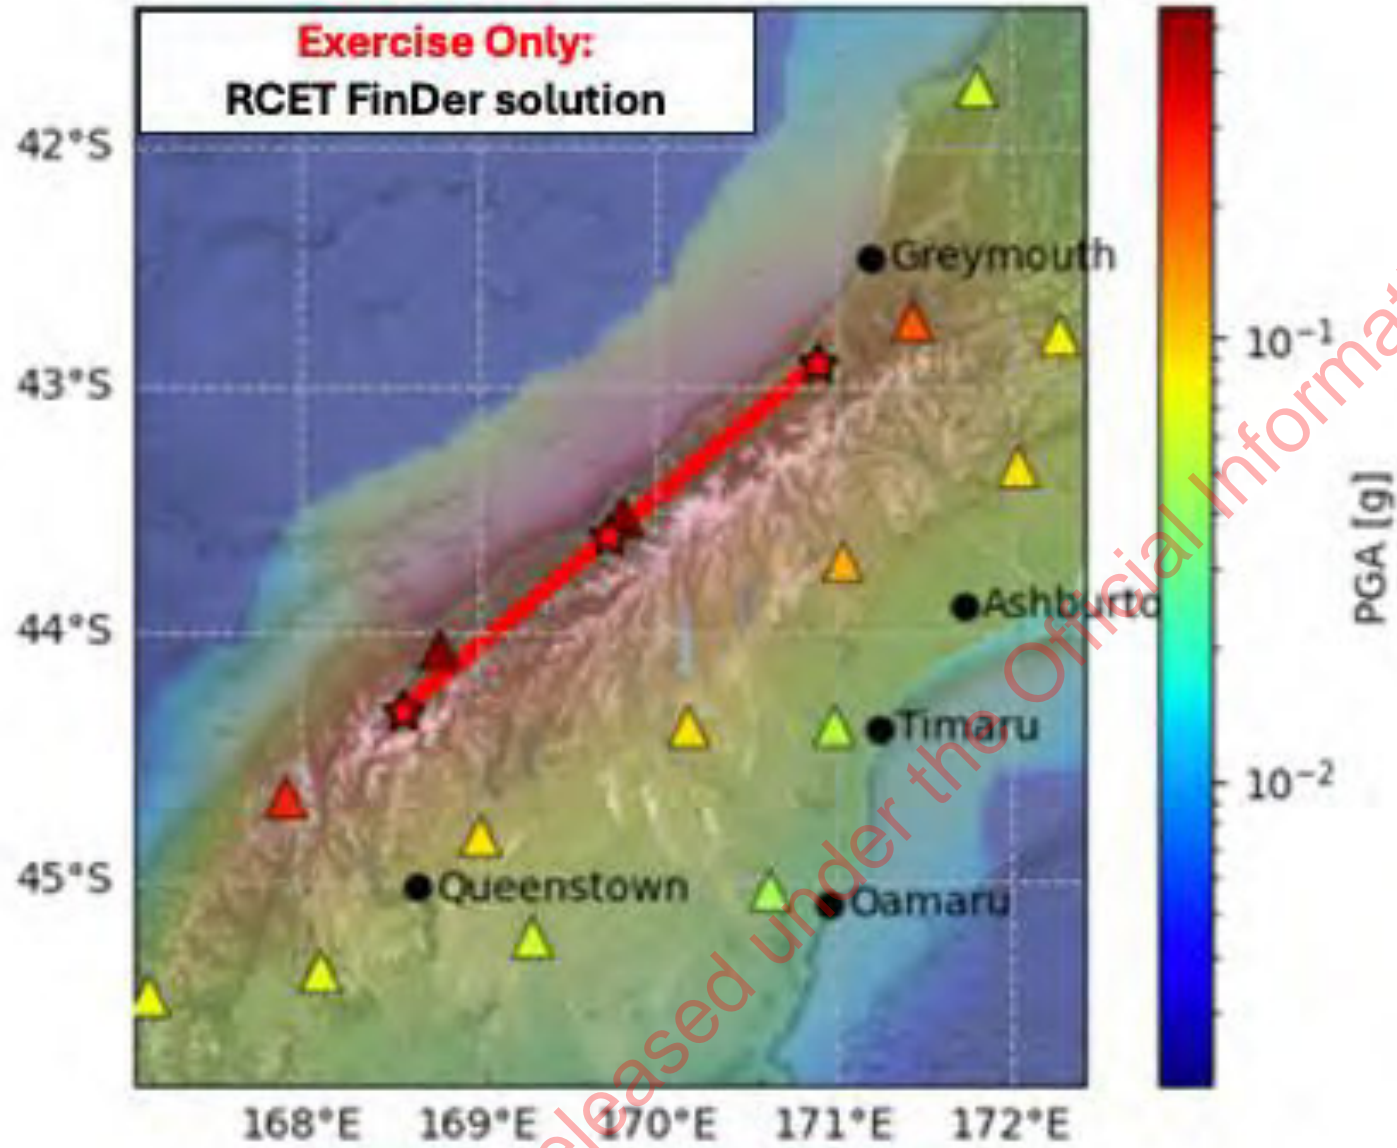 Exercise Only:
RCET FinDer solution
42°S
43°S
44°S
45°S
Greymouth
Ashburto
Timaru
Queenstown
Oamaru
168°E
169°E
170°E
171°E
172°E
10⁻¹
10⁻²
PGA [g]
eleased under the Official Informat